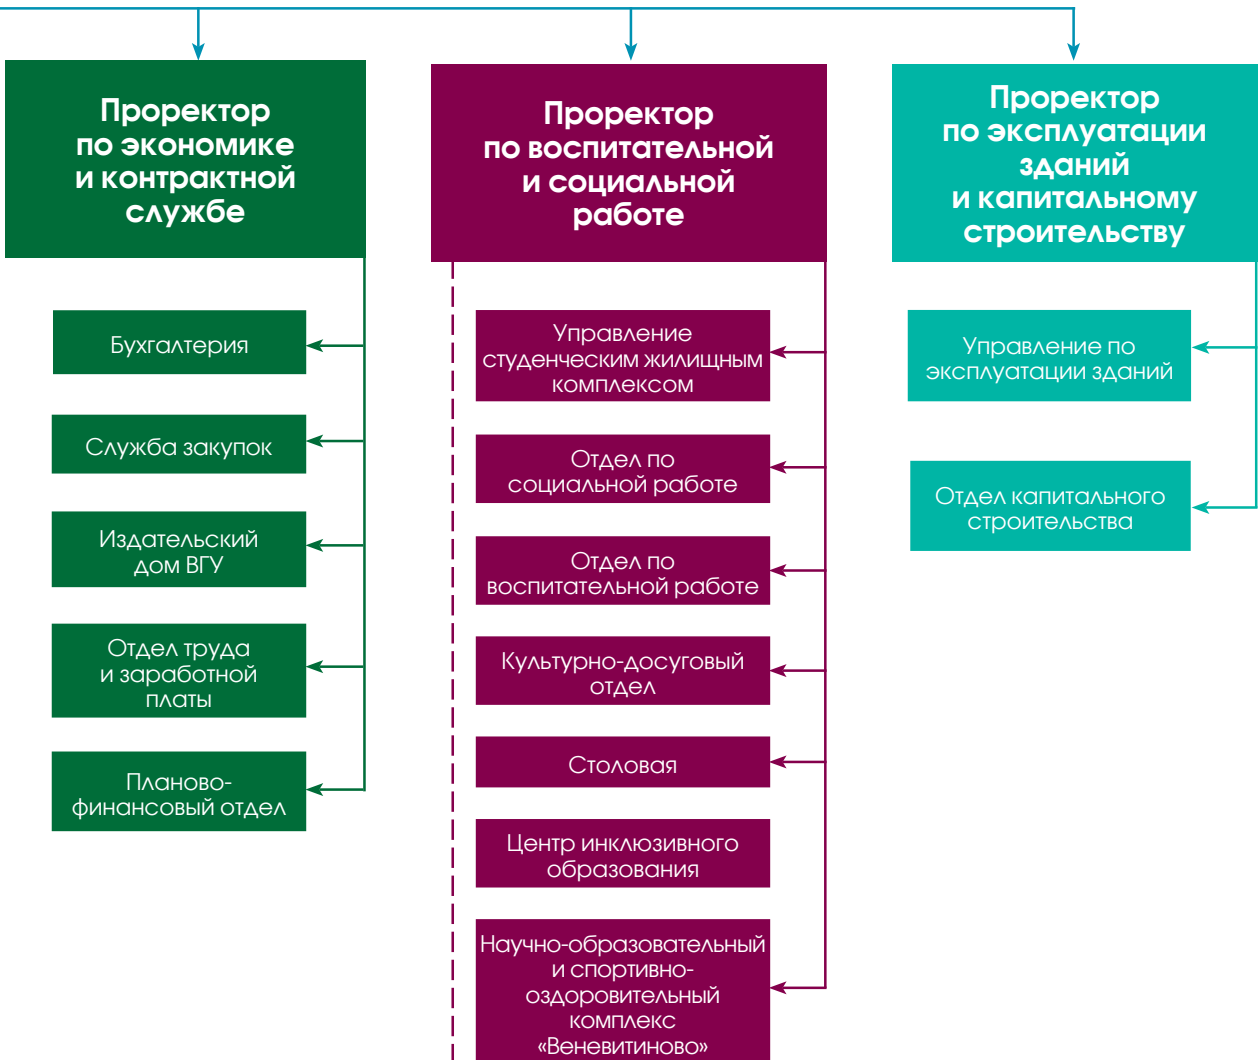 Проректор
по экономике
и контрактной
службе
Бухгалтерия
Служба закупок
Издательский
дом ВГУ
Отдел труда
и заработной
платы
Планово-
финансовый отдел
Проректор
по воспитательной
и социальной
работе
Управление
студенческим жилищным
комплексом
Отдел по
социальной работе
Отдел по
воспитательной работе
Культурно-досуговый
отдел
Столовая
Центр инклюзивного
образования
Научно-образовательный
и спортивно-
оздоровительный
комплекс
«Веневитиново»
Проректор
по эксплуатации
зданий
и капитальному
строительству
Управление по
эксплуатации зданий
Отдел капитального
строительства